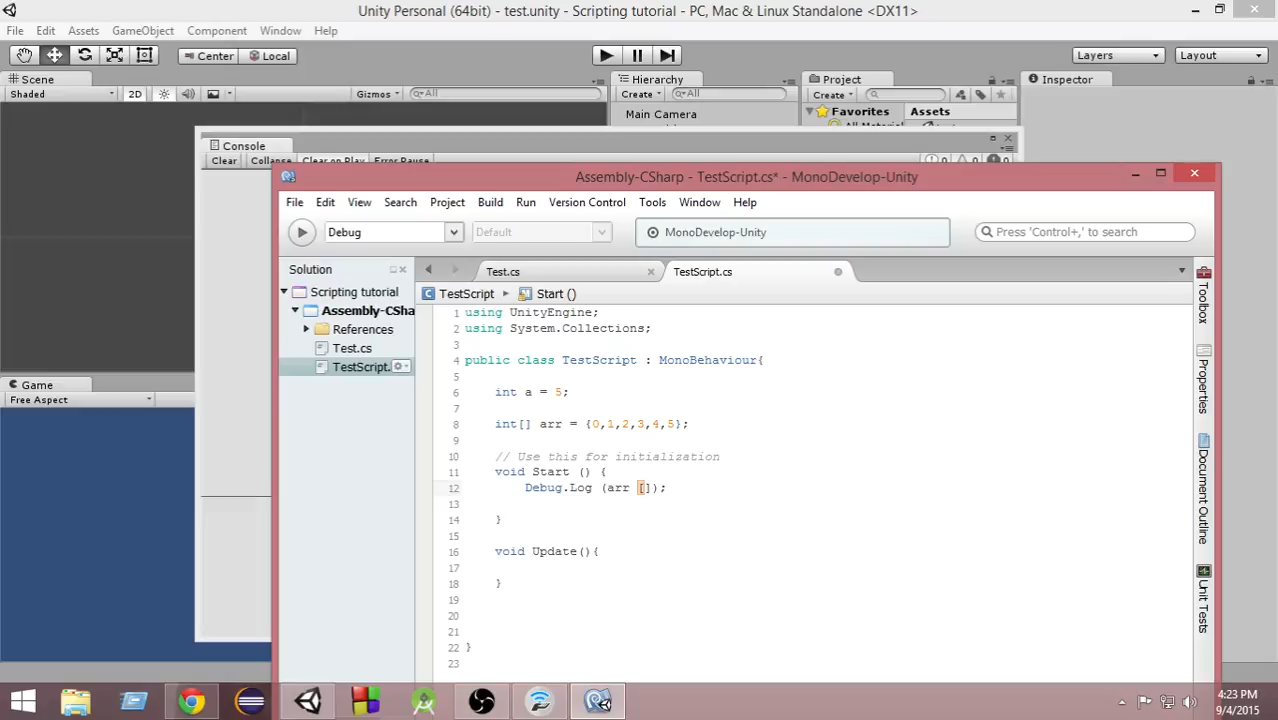 Unity Personal (64bit) - test.unity - Scripting tutorial - PC, Mac & Linux Standalone <DX11>
File Edit Assets GameObject Component Window Help
Center Local Layers Layout
Scene Hierarchy Project Inspector
Shaded 2D Gizmos All Create All Create
Main Camera Favorites Assets
Console
Clear Collapse Clear on Play Error Pause 0 0 0
Assembly-CSharp - TestScript.cs* - MonoDevelop-Unity
File Edit View Search Project Build Run Version Control Tools Window Help
Debug Default MonoDevelop-Unity Press 'Control+,' to search
Solution Test.cs TestScript.cs
Scripting tutorial TestScript Start ()
Assembly-CSha
References
Test.cs
TestScript.
Game
Free Aspect
1 using UnityEngine;
2 using System.Collections;
3
4 public class TestScript : MonoBehaviour{
5
6 int a = 5;
7
8 int[] arr = {0,1,2,3,4,5};
9
10 // Use this for initialization
11 void Start () {
12 Debug.Log (arr []);
13
14 }
15
16 void Update(){
17
18 }
19
20
21
22 }
23
Toolbox
Properties
Document Outline
Unit Tests
4:23 PM
9/4/2015